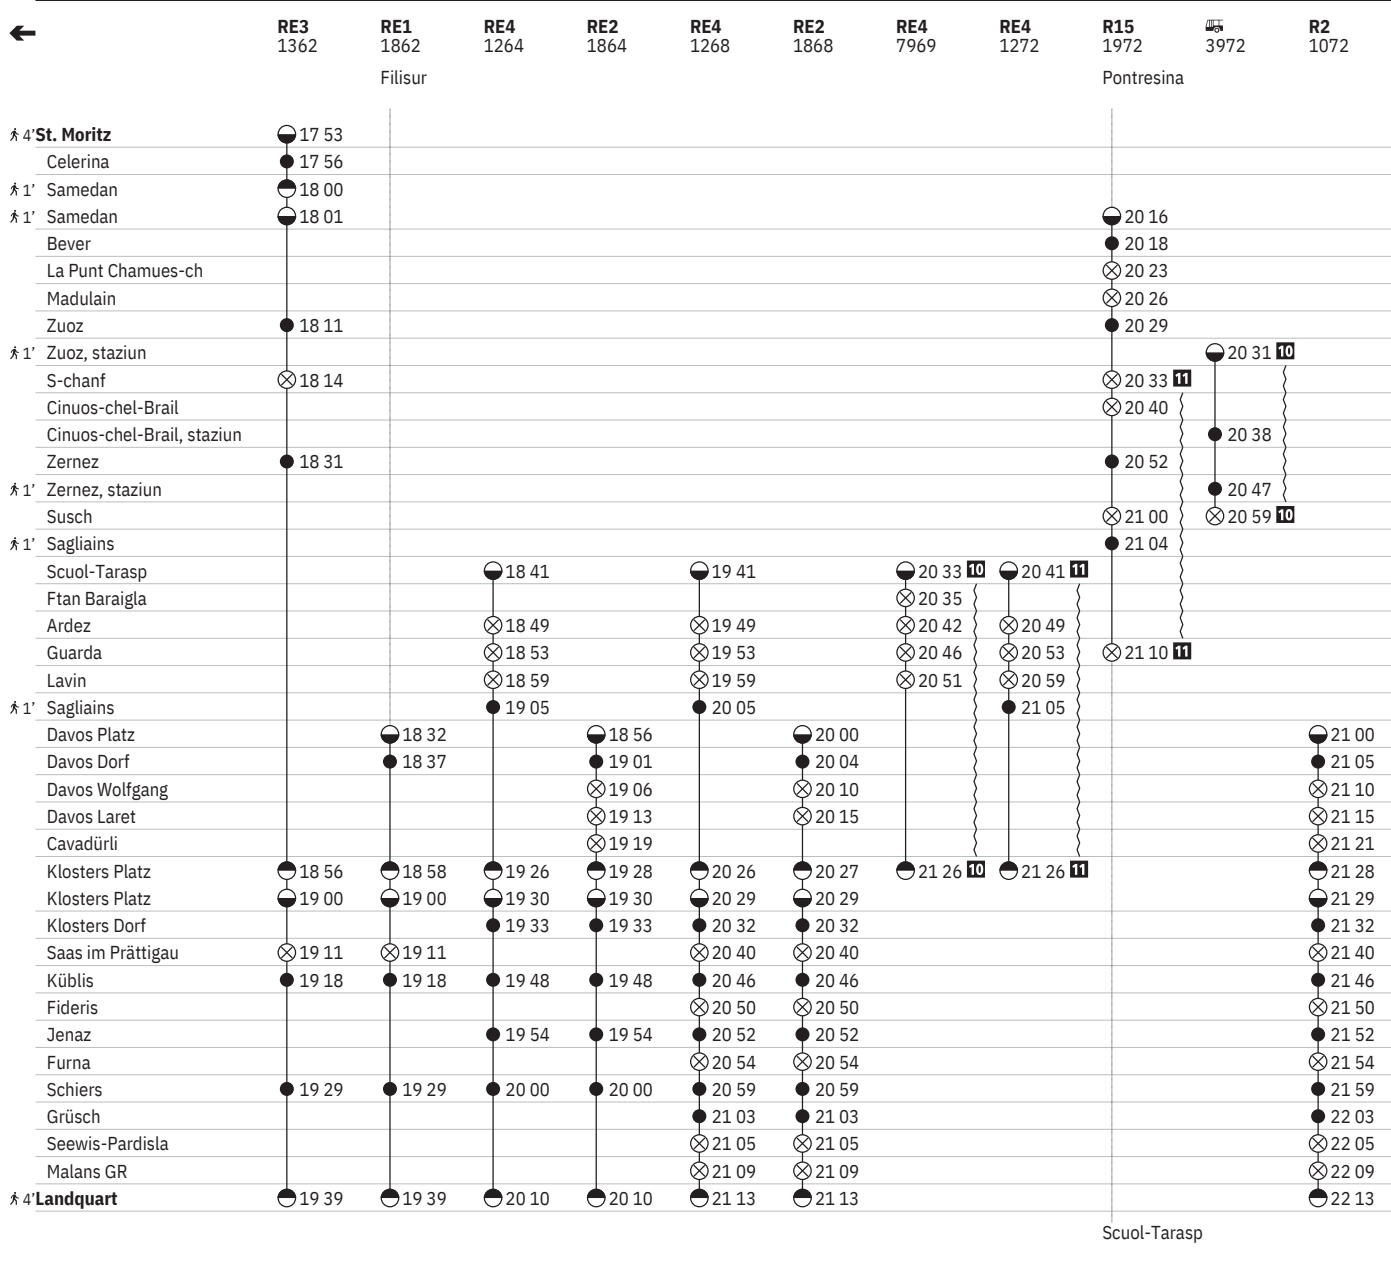 RE3 RE1 RE4 RE2 RE4 RE2 RE4 RE4 R15 R2
1362 1862 1264 1864 1268 1868 7969 1272 1972 3972 1072
Filisur Pontresina
4’ St. Moritz 17 53
Celerina 17 56
1’ Samedan 18 00
1’ Samedan 18 01 20 16
Bever 20 18
La Punt Chamues-ch 20 23
Madulain 20 26
Zuoz 18 11 20 29
1’ Zuoz, staziun 20 31 10
S-chanf 18 14 20 33 11
Cinuos-chel-Brail 20 40
Cinuos-chel-Brail, staziun 20 38
Zernez 18 31 20 52
1’ Zernez, staziun 20 47
Susch 21 00 20 59 10
1’ Sagliains 21 04
Scuol-Tarasp 18 41 19 41 20 33 10 20 41 11
Ftan Baraigla 20 35
Ardez 18 49 19 49 20 42 20 49
Guarda 18 53 19 53 20 46 20 53 21 10 11
Lavin 18 59 19 59 20 51 20 59
1’ Sagliains 19 05 20 05 21 05
Davos Platz 18 32 18 56 20 00 21 00
Davos Dorf 18 37 19 01 20 04 21 05
Davos Wolfgang 19 06 20 10 21 10
Davos Laret 19 13 20 15 21 15
Cavadürli 19 19 21 21
Klosters Platz 18 56 18 58 19 26 19 28 20 26 20 27 21 26 10 21 26 11 21 28
Klosters Platz 19 00 19 00 19 30 19 30 20 29 20 29 21 29
Klosters Dorf 19 33 19 33 20 32 20 32 21 32
Saas im Prättigau 19 11 19 11 20 40 20 40 21 40
Küblis 19 18 19 18 19 48 19 48 20 46 20 46 21 46
Fideris 20 50 20 50 21 50
Jenaz 19 54 19 54 20 52 20 52 21 52
Furna 20 54 20 54 21 54
Schiers 19 29 19 29 20 00 20 00 20 59 20 59 21 59
Grüsch 21 03 21 03 22 03
Seewis-Pardisla 21 05 21 05 22 05
Malans GR 21 09 21 09 22 09
4’ Landquart 19 39 19 39 20 10 20 10 21 13 21 13 22 13
Scuol-Tarasp